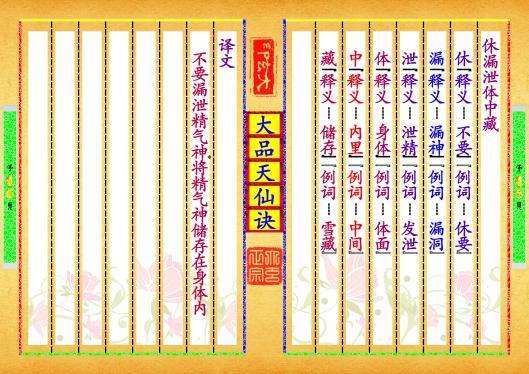 休漏泄体中藏
休『释义┅不要』『例词┅休要』
漏『释义┅漏神』『例词┅漏洞』
泄『释义┅泄精』『例词┅发泄』
体『释义┅身体』『例词┅体面』
中『释义┅内里』『例词┅中间』
藏『释义┅储存』『例词┅雪藏』
大品天仙诀
译文
不要漏泄精气神将精气神储存在身体内